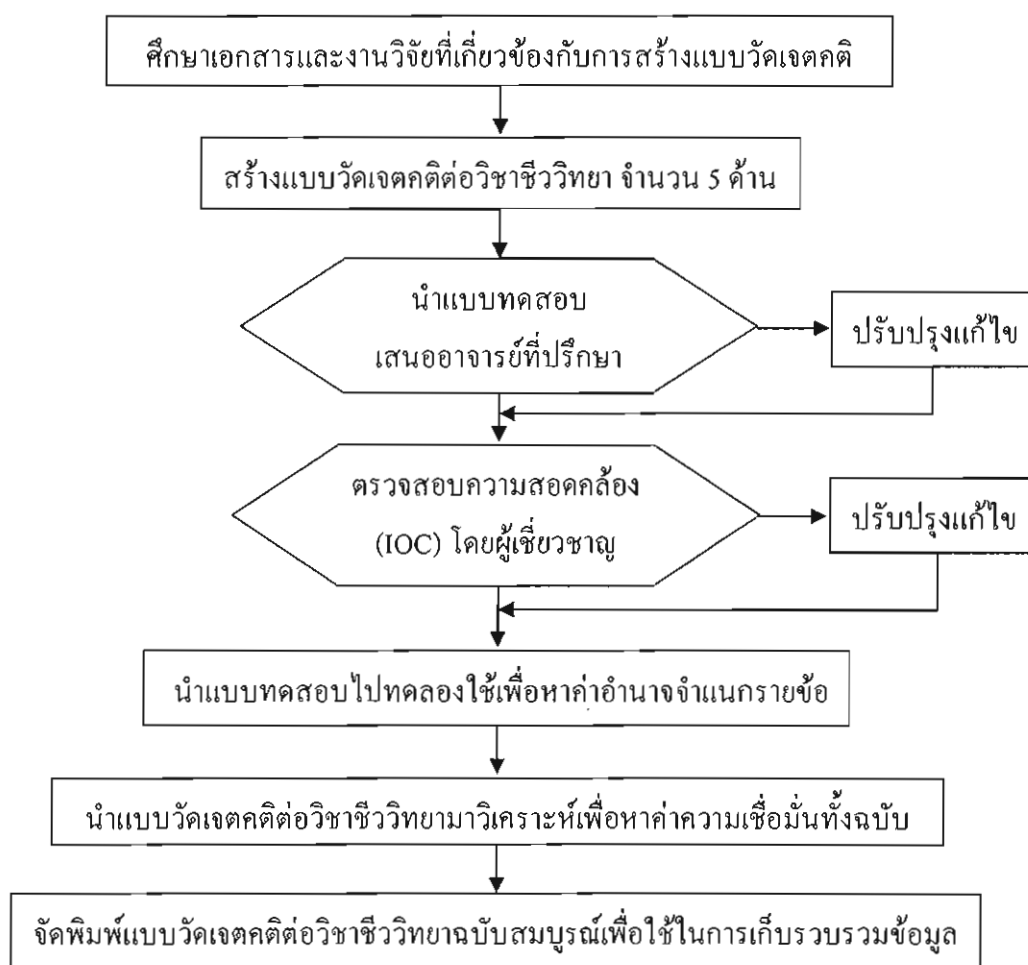 ศึกษาเอกสารและงานวิจัยที่เกี่ยวข้องกับการสร้างแบบวัดเจตคติ
สร้างแบบวัดเจตคติต่อวิชาชีววิทยา จำนวน 5 ด้าน
นำแบบทดสอบ
เสนออาจารย์ที่ปรึกษา
ปรับปรุงแก้ไข
ตรวจสอบความสอดคล้อง
(IOC) โดยผู้เชี่ยวชาญ
ปรับปรุงแก้ไข
นำแบบทดสอบไปทดลองใช้เพื่อหาค่าอำนาจจำแนกรายข้อ
นำแบบวัดเจตคติต่อวิชาชีววิทยามาวิเคราะห์เพื่อหาค่าความเชื่อมั่นทั้งฉบับ
จัดพิมพ์แบบวัดเจตคติต่อวิชาชีววิทยาฉบับสมบูรณ์เพื่อใช้ในการเก็บรวบรวมข้อมูล